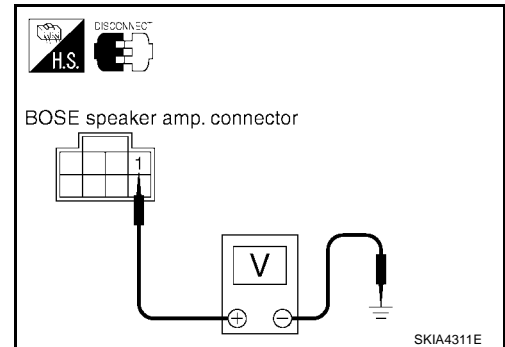 DISCONNECT
H.S.
BOSE speaker amp. connector
1
V
+ −
SKIA4311E